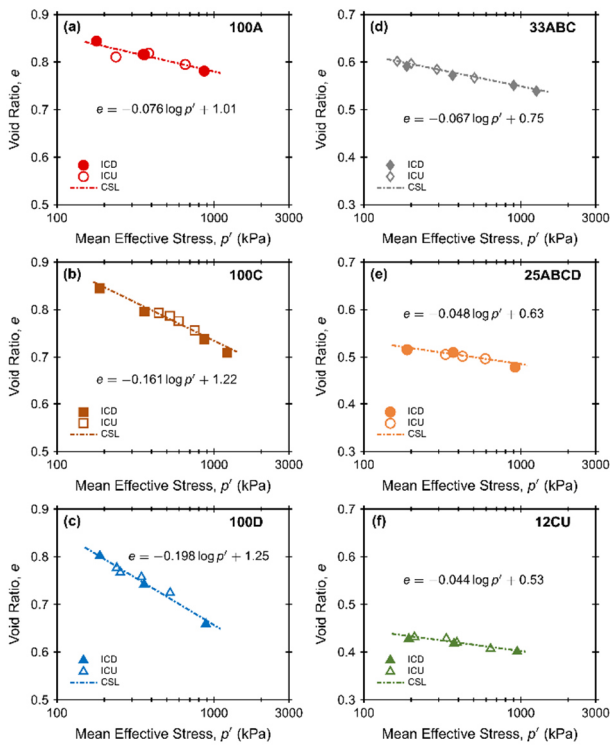 (a) 100A
0.9
0.8
0.7
0.6
0.5
Void Ratio, e
e = −0.076 log p′ + 1.01
ICD
ICU
CSL
100 1000 3000
Mean Effective Stress, p′ (kPa)
(d) 33ABC
0.7
0.6
0.5
0.4
0.3
Void Ratio, e
e = −0.067 log p′ + 0.75
ICD
ICU
CSL
100 1000 3000
Mean Effective Stress, p′ (kPa)
(b) 100C
0.9
0.8
0.7
0.6
0.5
Void Ratio, e
e = −0.161 log p′ + 1.22
ICD
ICU
CSL
100 1000 3000
Mean Effective Stress, p′ (kPa)
(e) 25ABCD
0.7
0.6
0.5
0.4
0.3
Void Ratio, e
e = −0.048 log p′ + 0.63
ICD
ICU
CSL
100 1000 3000
Mean Effective Stress, p′ (kPa)
(c) 100D
0.9
0.8
0.7
0.6
0.5
Void Ratio, e
e = −0.198 log p′ + 1.25
ICD
ICU
CSL
100 1000 3000
Mean Effective Stress, p′ (kPa)
(f) 12CU
0.7
0.6
0.5
0.4
0.3
Void Ratio, e
e = −0.044 log p′ + 0.53
ICD
ICU
CSL
100 1000 3000
Mean Effective Stress, p′ (kPa)